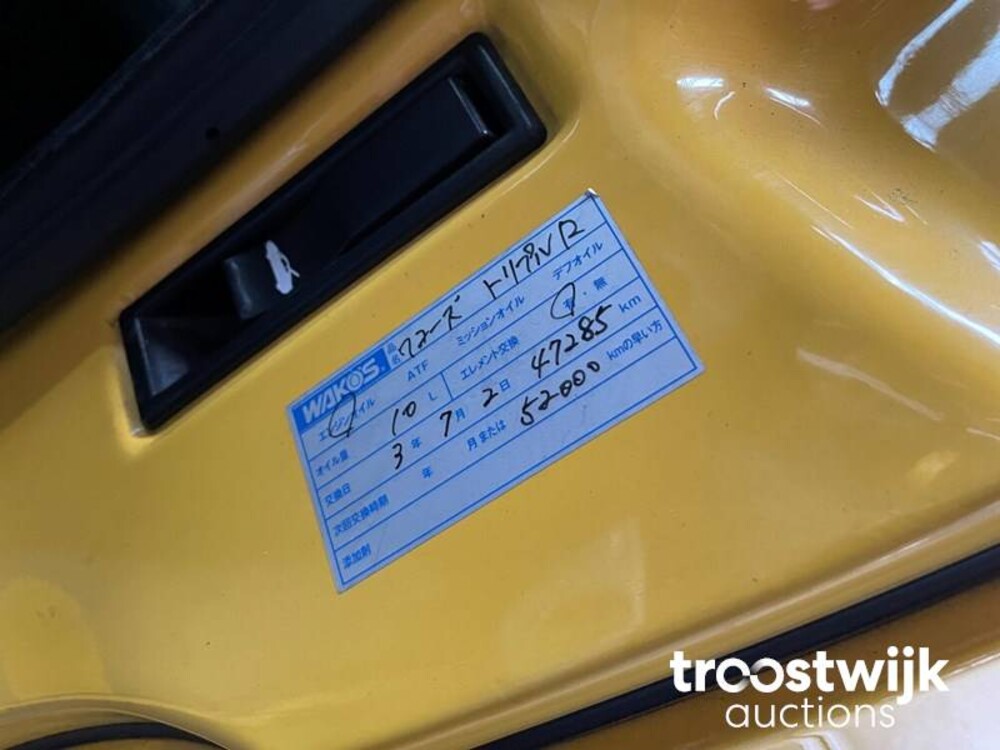 WAKO'S 品名 ワコーズ トリプルR
エンジンオイル ATF ミッションオイル デフオイル
オイル量 10 L エレメント交換 有・無
交換日 3 年 7 月 2 日 47285 km
次回交換時期 年 月または 52000 kmの早い方
添加剤
troostwijk
auctions